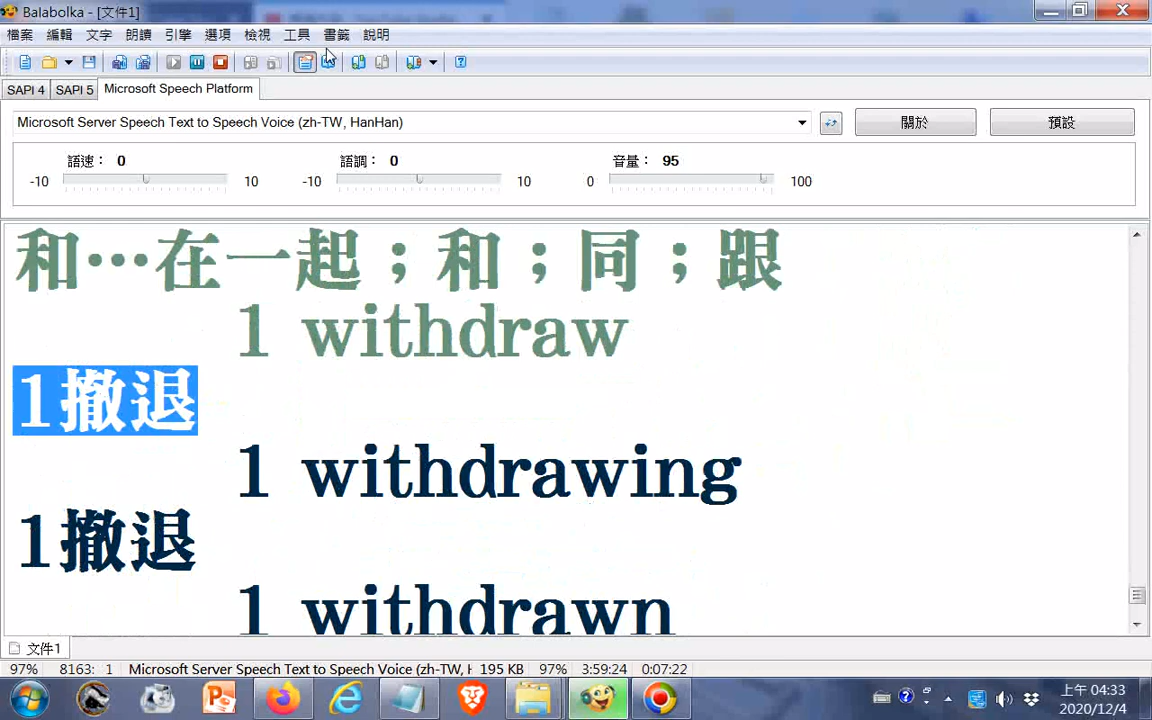 Balabolka - [文件1]
檔案 編輯 文字 朗讀 引擎 選項 檢視 工具 書籤 說明
SAPI 4 SAPI 5 Microsoft Speech Platform
Microsoft Server Speech Text to Speech Voice (zh-TW, HanHan) 關於 預設
語速： 0 語調： 0 音量： 95
-10 10 -10 10 0 100
和…在一起；和；同；跟
1 withdraw
1撤退
1 withdrawing
1撤退
1 withdrawn
文件1
97% 8163: 1 Microsoft Server Speech Text to Speech Voice (zh-TW, 195 KB 97% 3:59:24 0:07:22
上午 04:33
2020/12/4